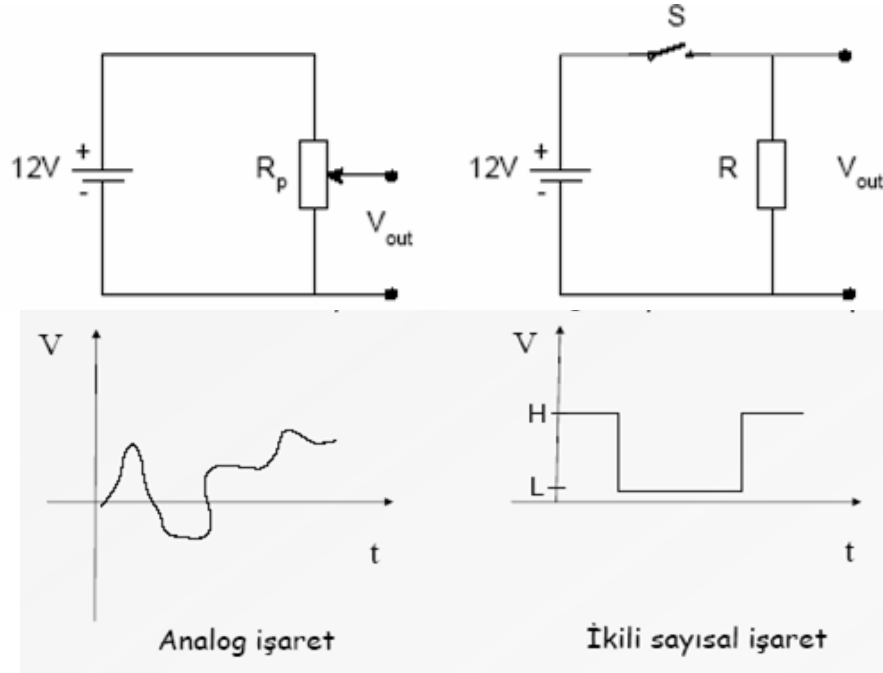 S
12V
+
-
Rp
Vout
12V
+
-
R
Vout
V
t
Analog işaret
V
H
L
t
İkili sayısal işaret